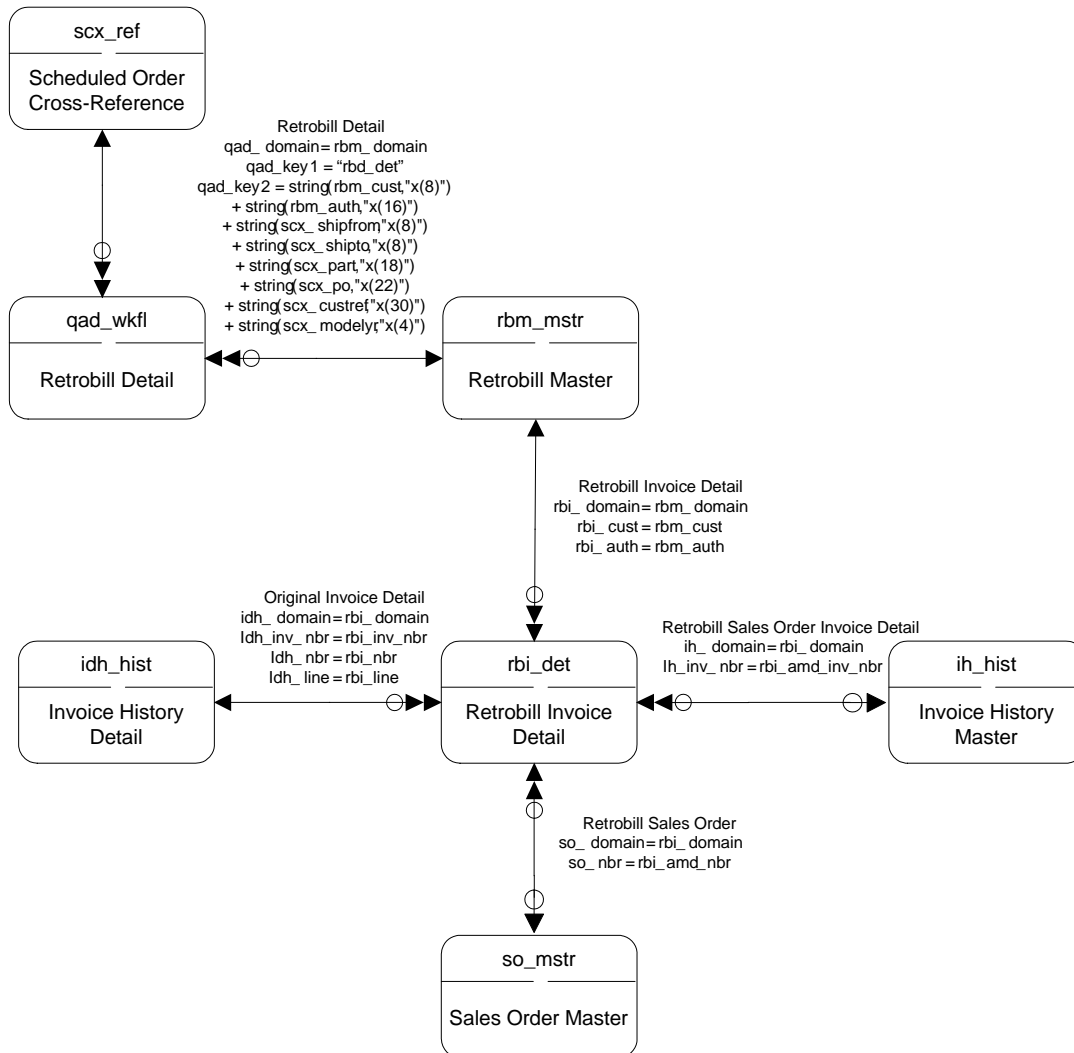 scx_ref
Scheduled Order
Cross-Reference
Retrobill Detail
qad_ domain= rbm_ domain
qad_key1 = “rbd_det”
qad_key2 = string(rbm_cust,"x(8)")
+ string(rbm_auth,"x(16)")
+ string(scx_ shipfrom,"x(8)")
+ string(scx_ shipto,"x(8)")
+ string(scx_part,"x(18)")
+ string(scx_po,"x(22)")
+ string(scx_custref,"x(30)")
+ string(scx_ modelyr,"x(4)")
qad_wkfl
Retrobill Detail
rbm_mstr
Retrobill Master
Retrobill Invoice Detail
rbi_ domain= rbm_ domain
rbi_ cust = rbm_cust
rbi_ auth = rbm_auth
Original Invoice Detail
idh_ domain= rbi_ domain
Idh_inv_ nbr = rbi_inv_nbr
Idh_ nbr = rbi_nbr
Idh_ line = rbi_line
idh_hist
Invoice History
Detail
rbi_det
Retrobill Invoice
Detail
Retrobill Sales Order Invoice Detail
ih_ domain= rbi_ domain
Ih_inv_ nbr = rbi_amd_inv_nbr
ih_hist
Invoice History
Master
Retrobill Sales Order
so_ domain= rbi_ domain
so_ nbr = rbi_amd_nbr
so_mstr
Sales Order Master